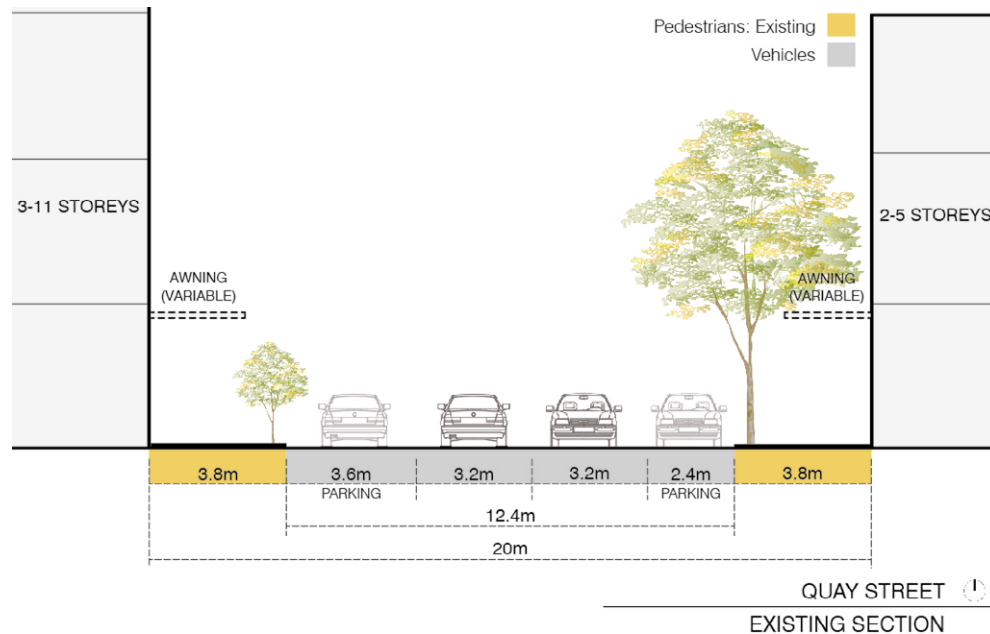 Pedestrians: Existing
Vehicles
3-11 STOREYS
2-5 STOREYS
AWNING
(VARIABLE)
AWNING
(VARIABLE)
3.8m 3.6m 3.2m 3.2m 2.4m 3.8m
PARKING PARKING
12.4m
20m
QUAY STREET
EXISTING SECTION